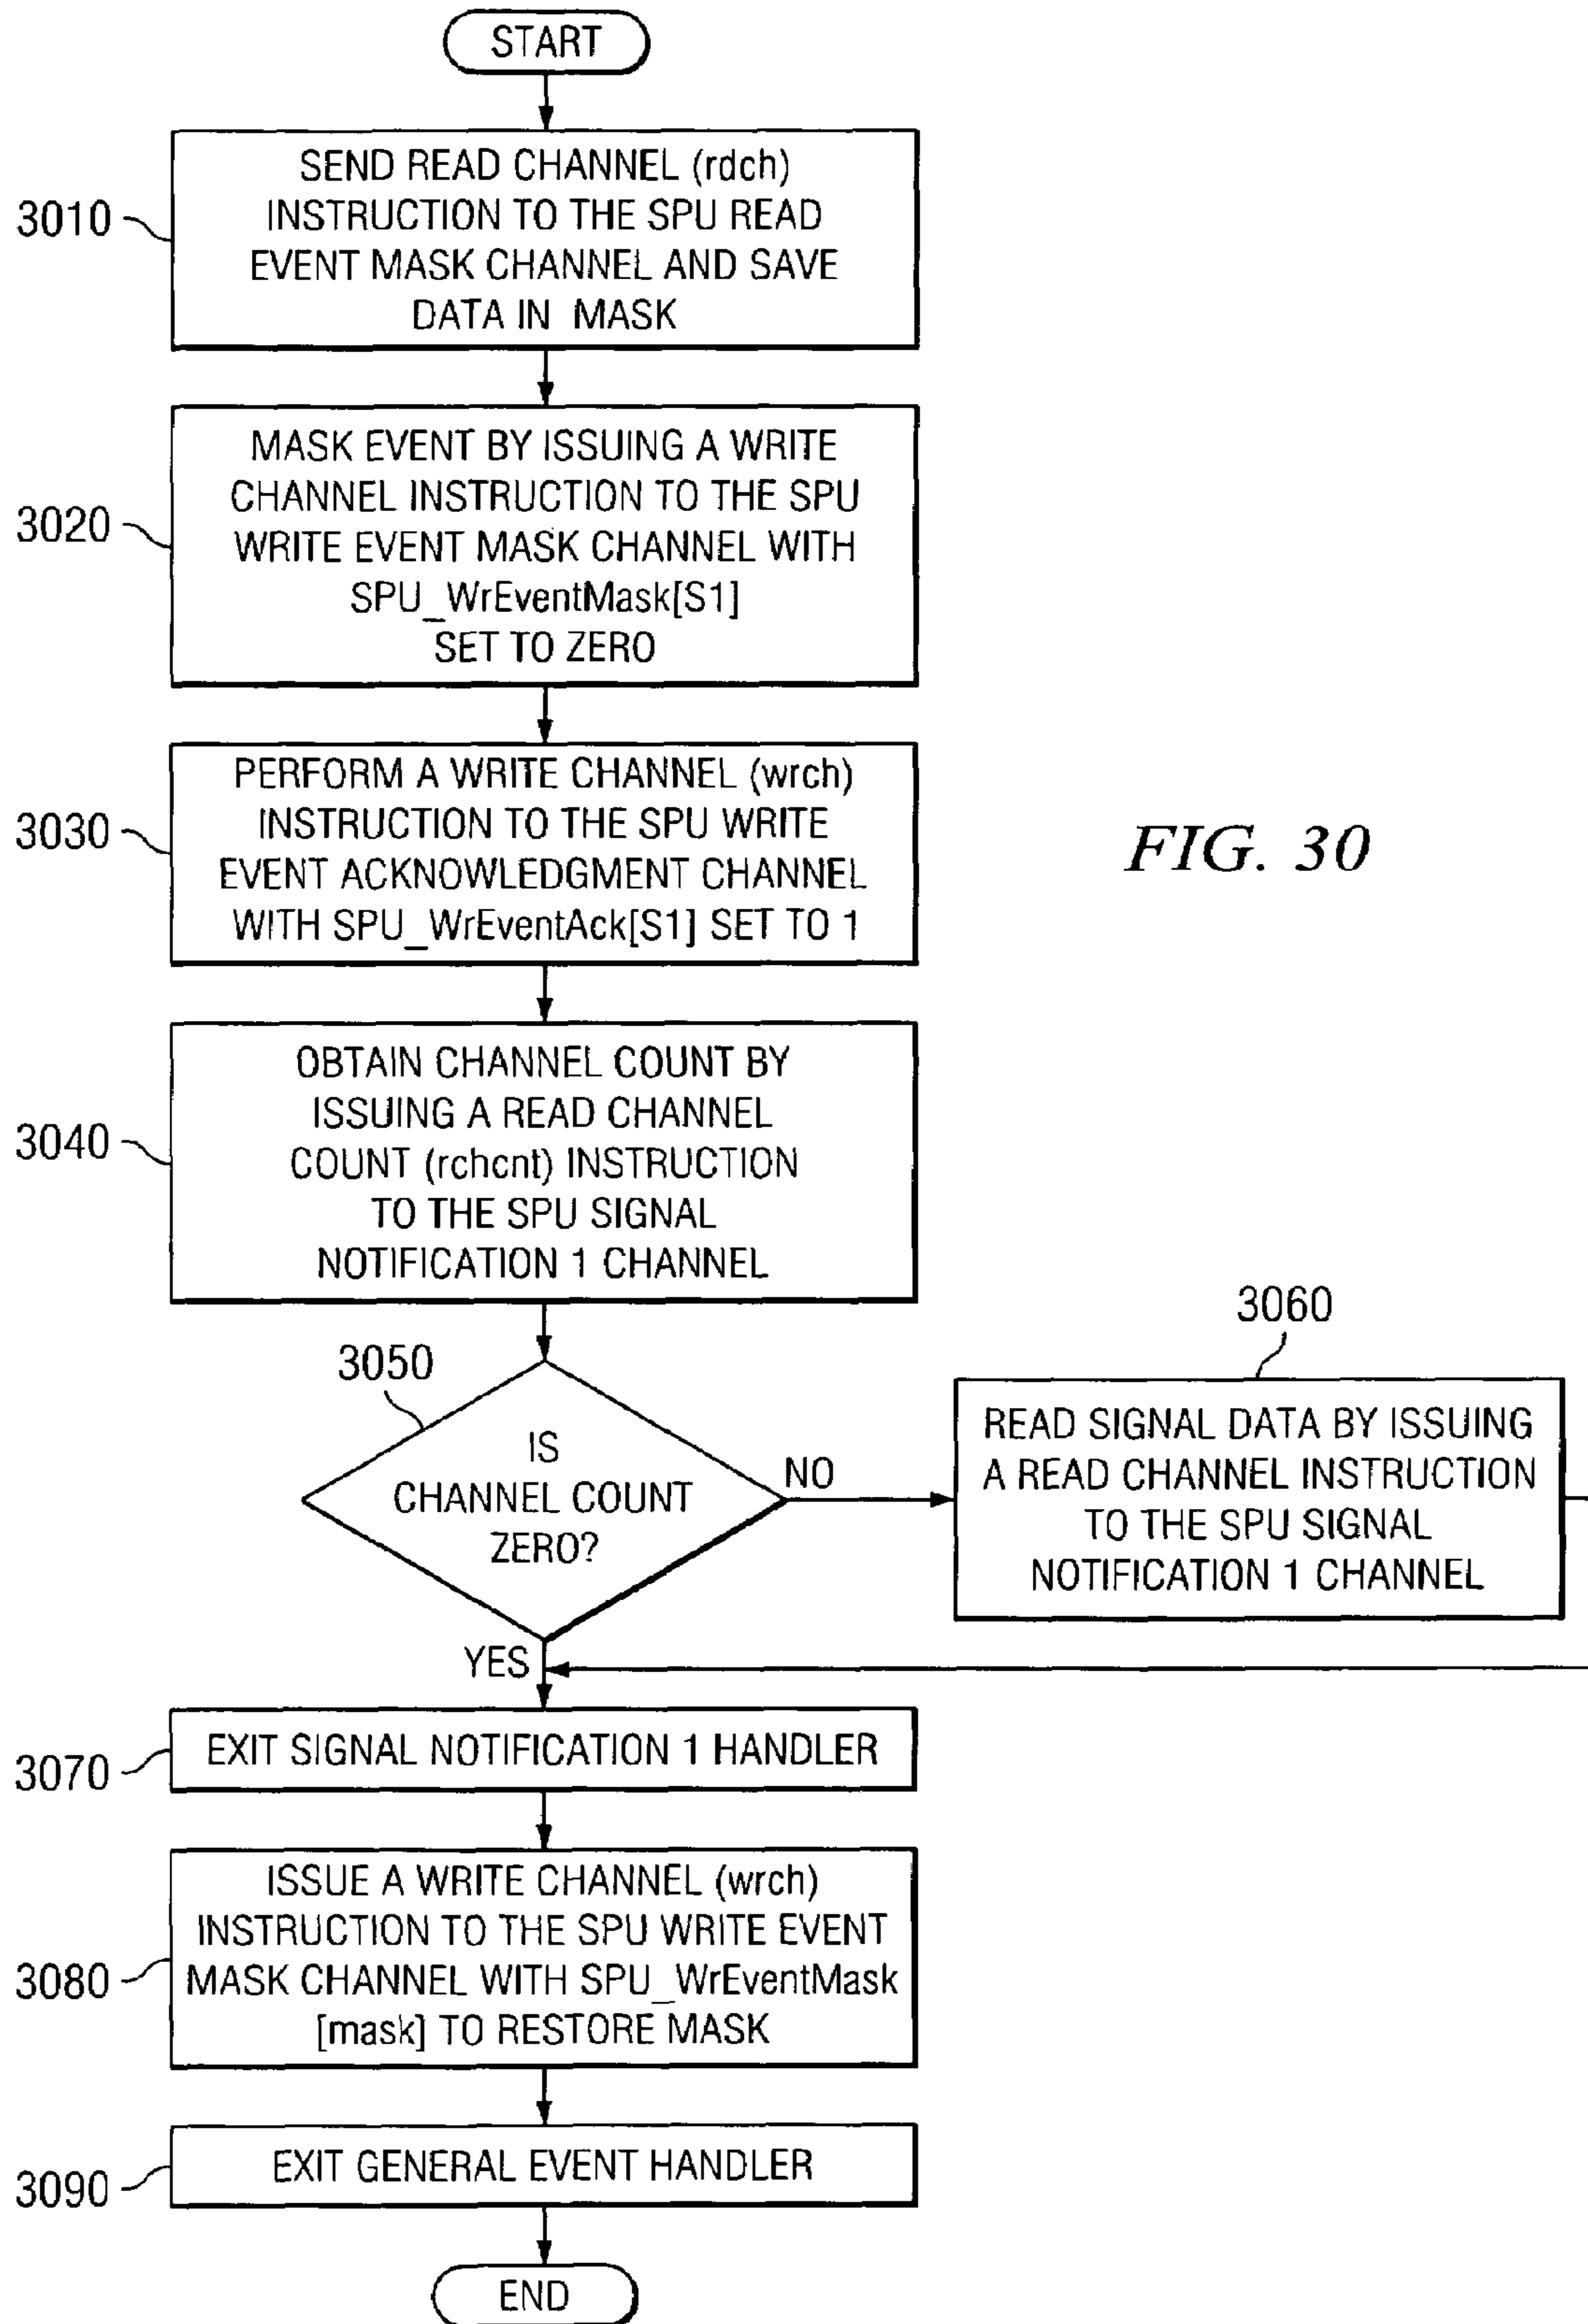 START
3010
SEND READ CHANNEL (rdch)
INSTRUCTION TO THE SPU READ
EVENT MASK CHANNEL AND SAVE
DATA IN MASK
3020
MASK EVENT BY ISSUING A WRITE
CHANNEL INSTRUCTION TO THE SPU
WRITE EVENT MASK CHANNEL WITH
SPU_WrEventMask[S1]
SET TO ZERO
3030
PERFORM A WRITE CHANNEL (wrch)
INSTRUCTION TO THE SPU WRITE
EVENT ACKNOWLEDGMENT CHANNEL
WITH SPU_WrEventAck[S1] SET TO 1
FIG. 30
3040
OBTAIN CHANNEL COUNT BY
ISSUING A READ CHANNEL
COUNT (rchcnt) INSTRUCTION
TO THE SPU SIGNAL
NOTIFICATION 1 CHANNEL
3050
IS
CHANNEL COUNT
ZERO?
NO
3060
READ SIGNAL DATA BY ISSUING
A READ CHANNEL INSTRUCTION
TO THE SPU SIGNAL
NOTIFICATION 1 CHANNEL
YES
3070
EXIT SIGNAL NOTIFICATION 1 HANDLER
3080
ISSUE A WRITE CHANNEL (wrch)
INSTRUCTION TO THE SPU WRITE EVENT
MASK CHANNEL WITH SPU_WrEventMask
[mask] TO RESTORE MASK
3090
EXIT GENERAL EVENT HANDLER
END